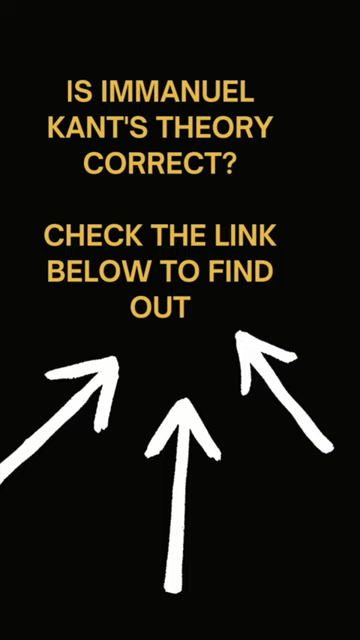 IS IMMANUEL
KANT'S THEORY
CORRECT?
CHECK THE LINK
BELOW TO FIND
OUT